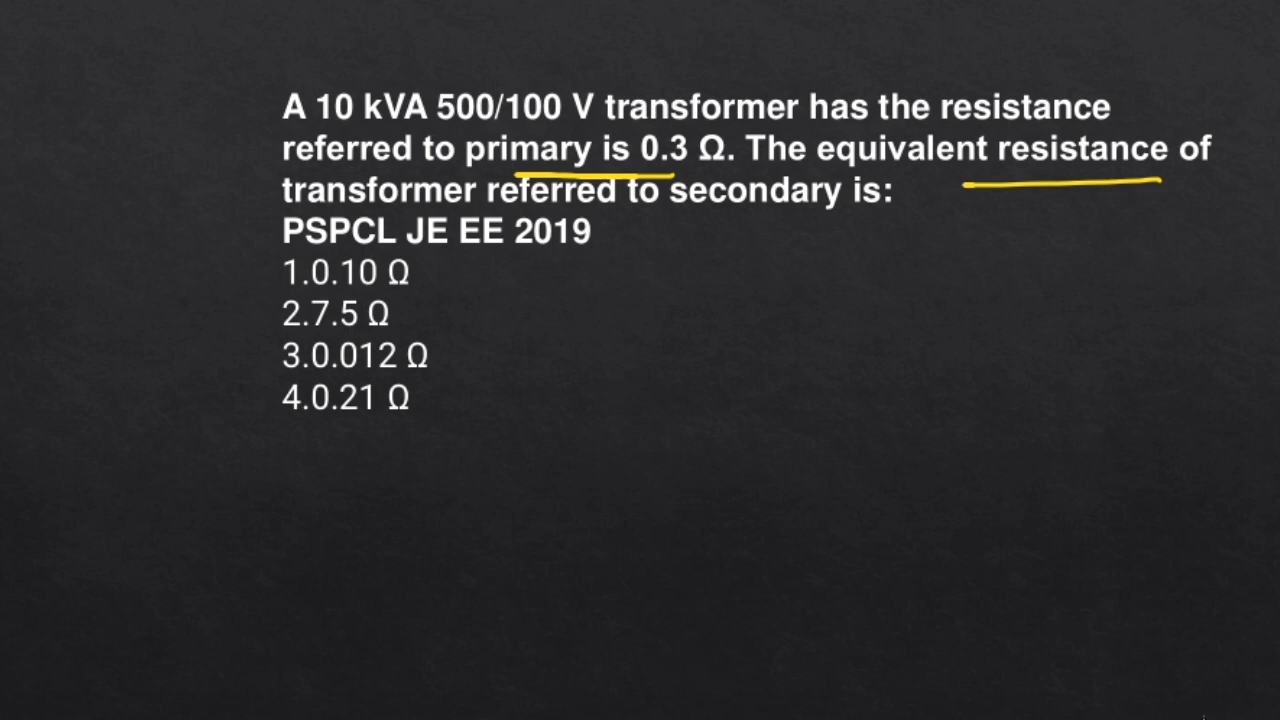 A 10 kVA 500/100 V transformer has the resistance
referred to primary is 0.3 Ω. The equivalent resistance of
transformer referred to secondary is:
PSPCL JE EE 2019
1.0.10 Ω
2.7.5 Ω
3.0.012 Ω
4.0.21 Ω